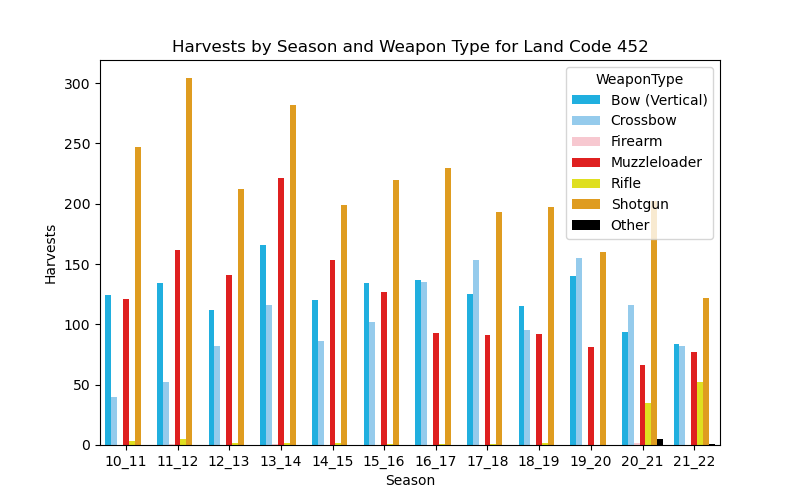 Harvests by Season and Weapon Type for Land Code 452
Harvests
300
250
200
150
100
50
0
WeaponType
Bow (Vertical)
Crossbow
Firearm
Muzzleloader
Rifle
Shotgun
Other
10_11 11_12 12_13 13_14 14_15 15_16 16_17 17_18 18_19 19_20 20_21 21_22
Season